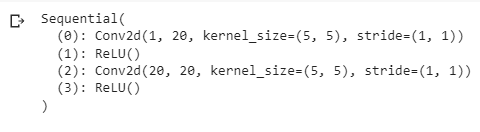 Sequential(
  (0): Conv2d(1, 20, kernel_size=(5, 5), stride=(1, 1))
  (1): ReLU()
  (2): Conv2d(20, 20, kernel_size=(5, 5), stride=(1, 1))
  (3): ReLU()
)